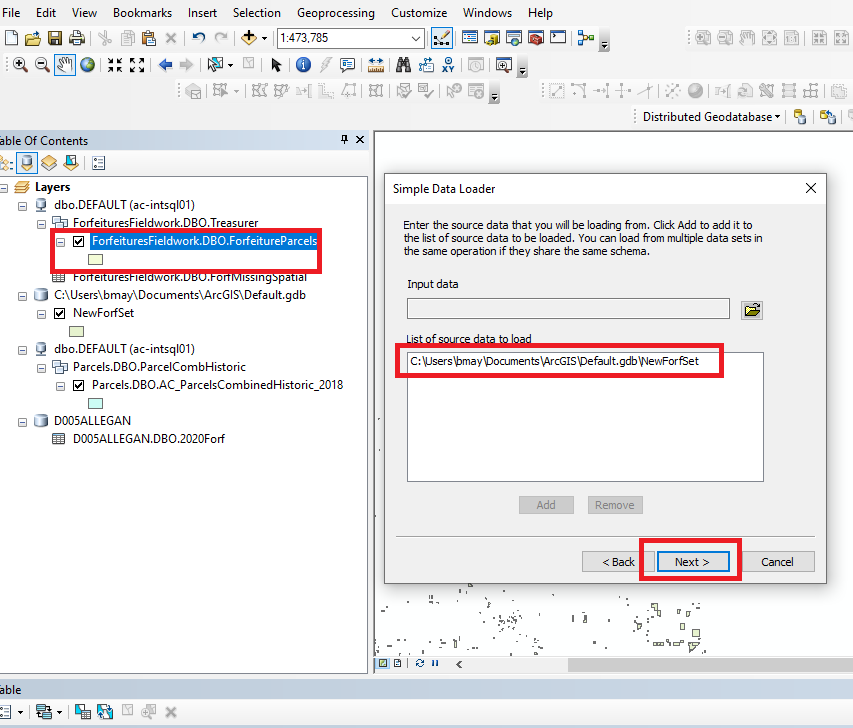 File Edit View Bookmarks Insert Selection Geoprocessing Customize Windows Help
1:473,785
Distributed Geodatabase
able Of Contents
Layers
dbo.DEFAULT (ac-intsql01)
ForfeituresFieldwork.DBO.Treasurer
ForfeituresFieldwork.DBO.ForfeitureParcels
ForfeituresFieldwork.DBO.ForfMissingSpatial
C:\Users\bmay\Documents\ArcGIS\Default.gdb
NewForfSet
dbo.DEFAULT (ac-intsql01)
Parcels.DBO.ParcelCombHistoric
Parcels.DBO.AC_ParcelsCombinedHistoric_2018
D005ALLEGAN
D005ALLEGAN.DBO.2020Forf
Simple Data Loader
Enter the source data that you will be loading from. Click Add to add it to
the list of source data to be loaded. You can load from multiple data sets in
the same operation if they share the same schema.
Input data
List of source data to load
C:\Users\bmay\Documents\ArcGIS\Default.gdb\NewForfSet
Add Remove
< Back Next > Cancel
able